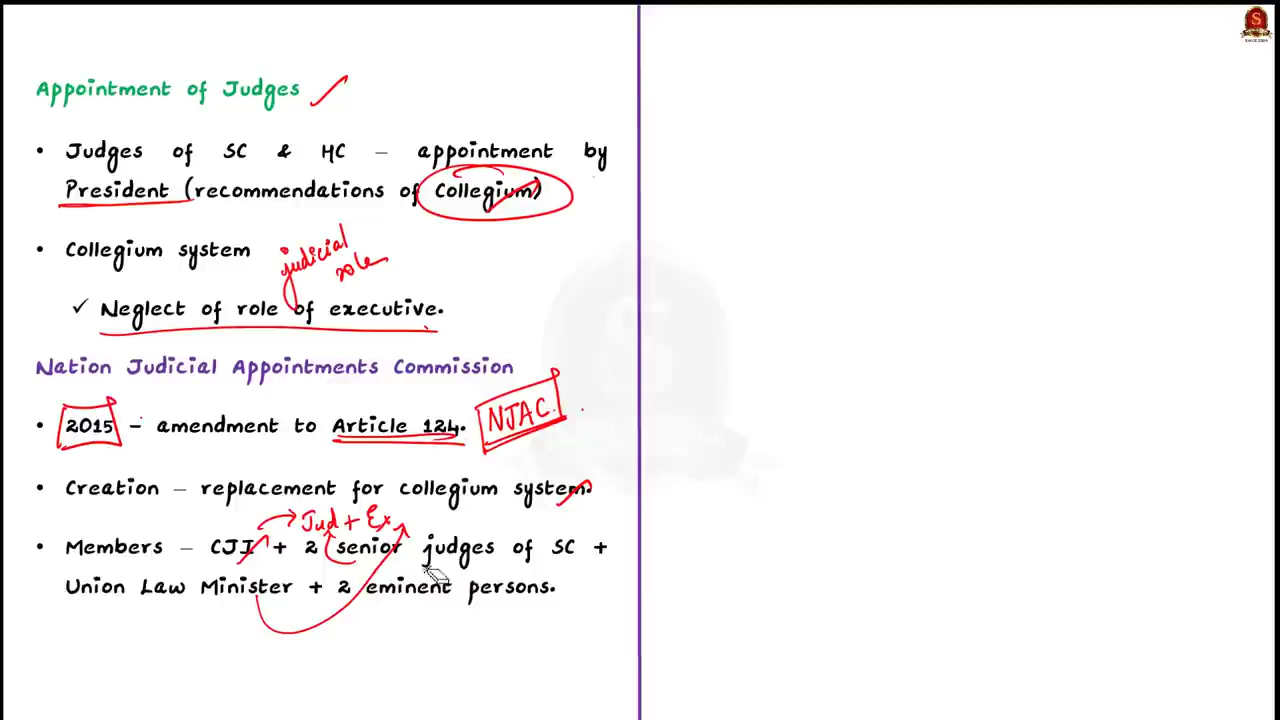 Appointment of Judges
• Judges of SC & HC – appointment by
President (recommendations of Collegium)
• Collegium system
judicial
role
✓ Neglect of role of executive.
Nation Judicial Appointments Commission
• 2015 – amendment to Article 124.
NJAC
• Creation – replacement for collegium system.
Jud + Ex
• Members – CJI + 2 senior judges of SC +
Union Law Minister + 2 eminent persons.
S
SINCE 2004